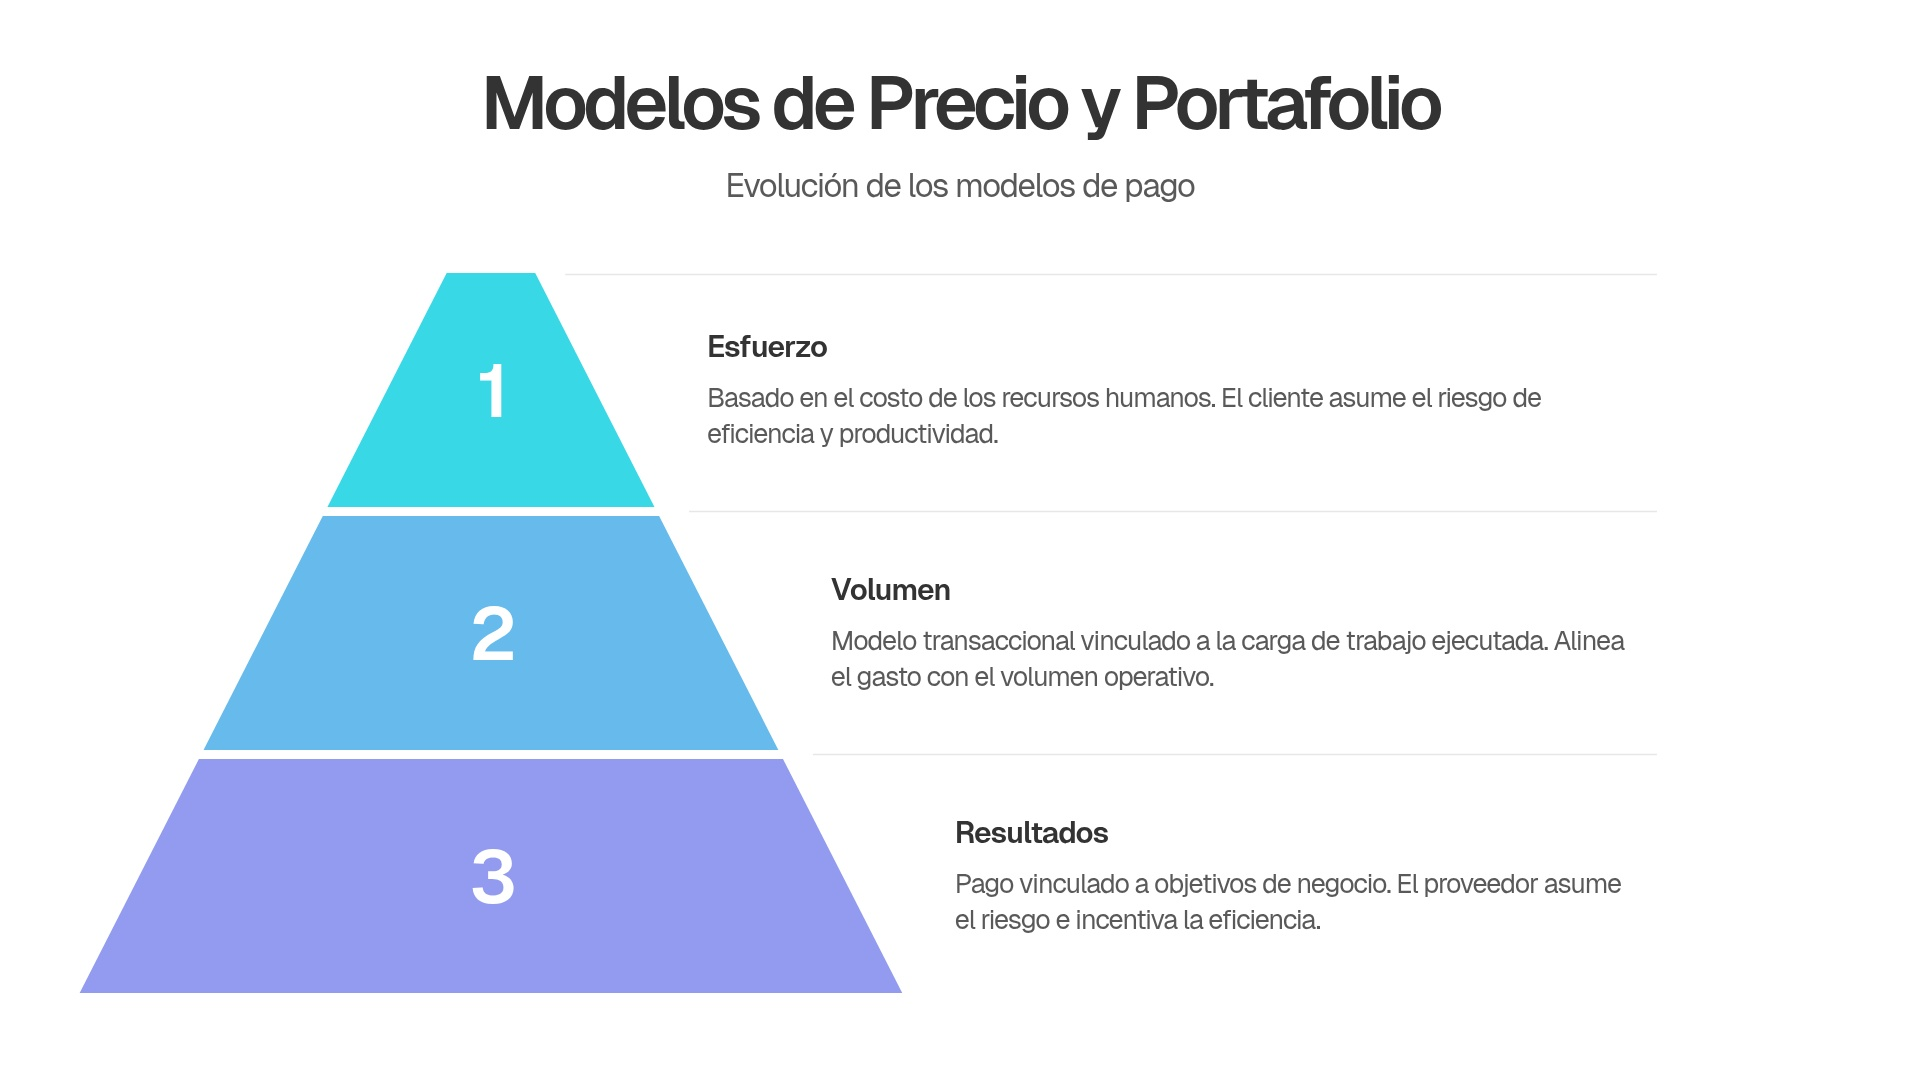 Modelos de Precio y Portafolio
Evolución de los modelos de pago
1
Esfuerzo
Basado en el costo de los recursos humanos. El cliente asume el riesgo de
eficiencia y productividad.
2
Volumen
Modelo transaccional vinculado a la carga de trabajo ejecutada. Alinea
el gasto con el volumen operativo.
3
Resultados
Pago vinculado a objetivos de negocio. El proveedor asume
el riesgo e incentiva la eficiencia.